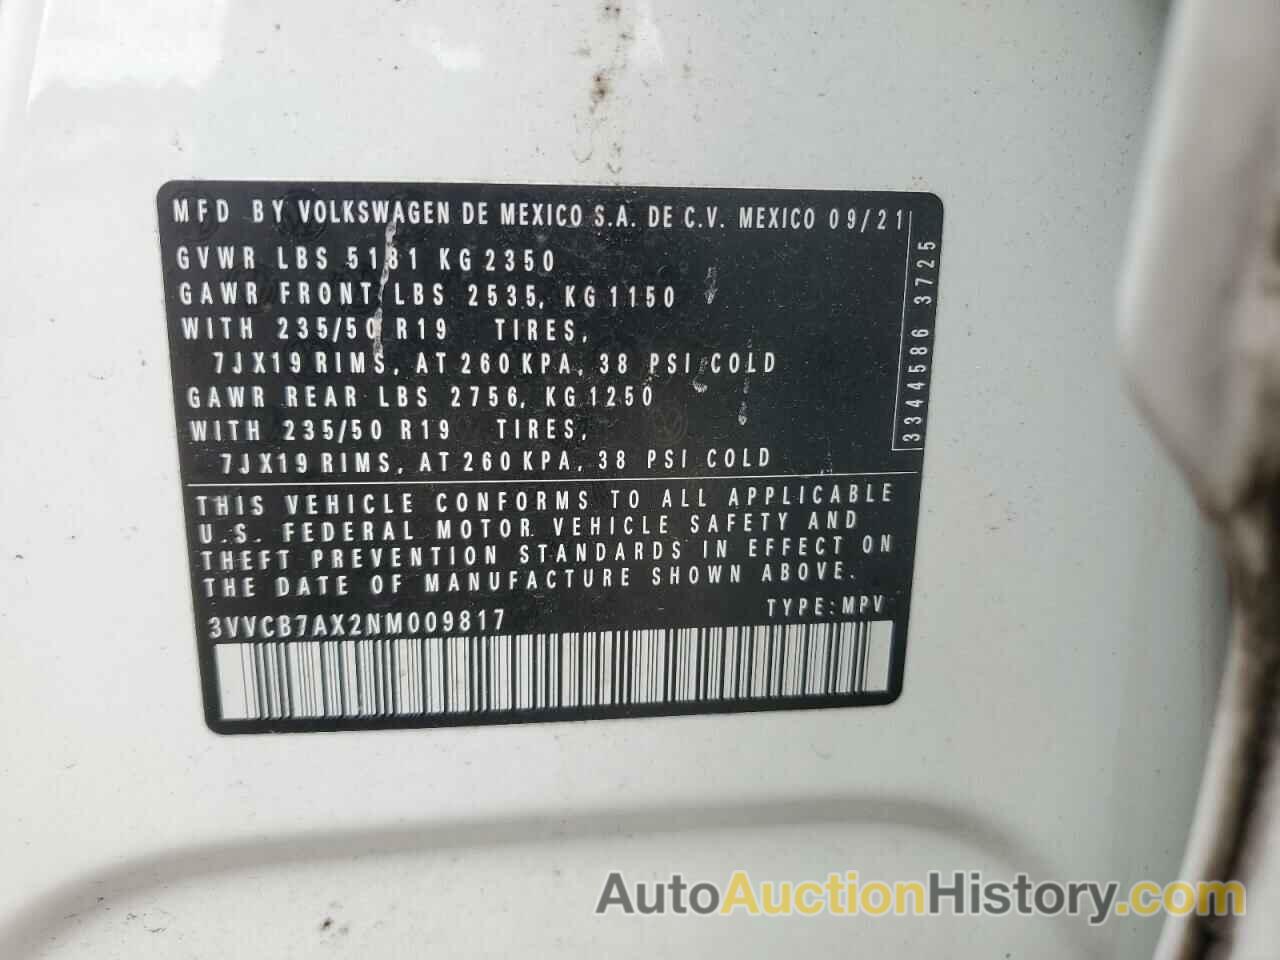 MFD BY VOLKSWAGEN DE MEXICO S.A. DE C.V. MEXICO 09/21
GVWR LBS 5181 KG 2350
GAWR FRONT LBS 2535, KG 1150
WITH 235/50 R19 TIRES,
7JX19 RIMS, AT 260 KPA, 38 PSI COLD
GAWR REAR LBS 2756, KG 1250
WITH 235/50 R19 TIRES,
7JX19 RIMS, AT 260 KPA, 38 PSI COLD
3344586 3725
THIS VEHICLE CONFORMS TO ALL APPLICABLE
U.S. FEDERAL MOTOR VEHICLE SAFETY AND
THEFT PREVENTION STANDARDS IN EFFECT ON
THE DATE OF MANUFACTURE SHOWN ABOVE.
3VVCB7AX2NM009817 TYPE: MPV
AutoAuctionHistory.com